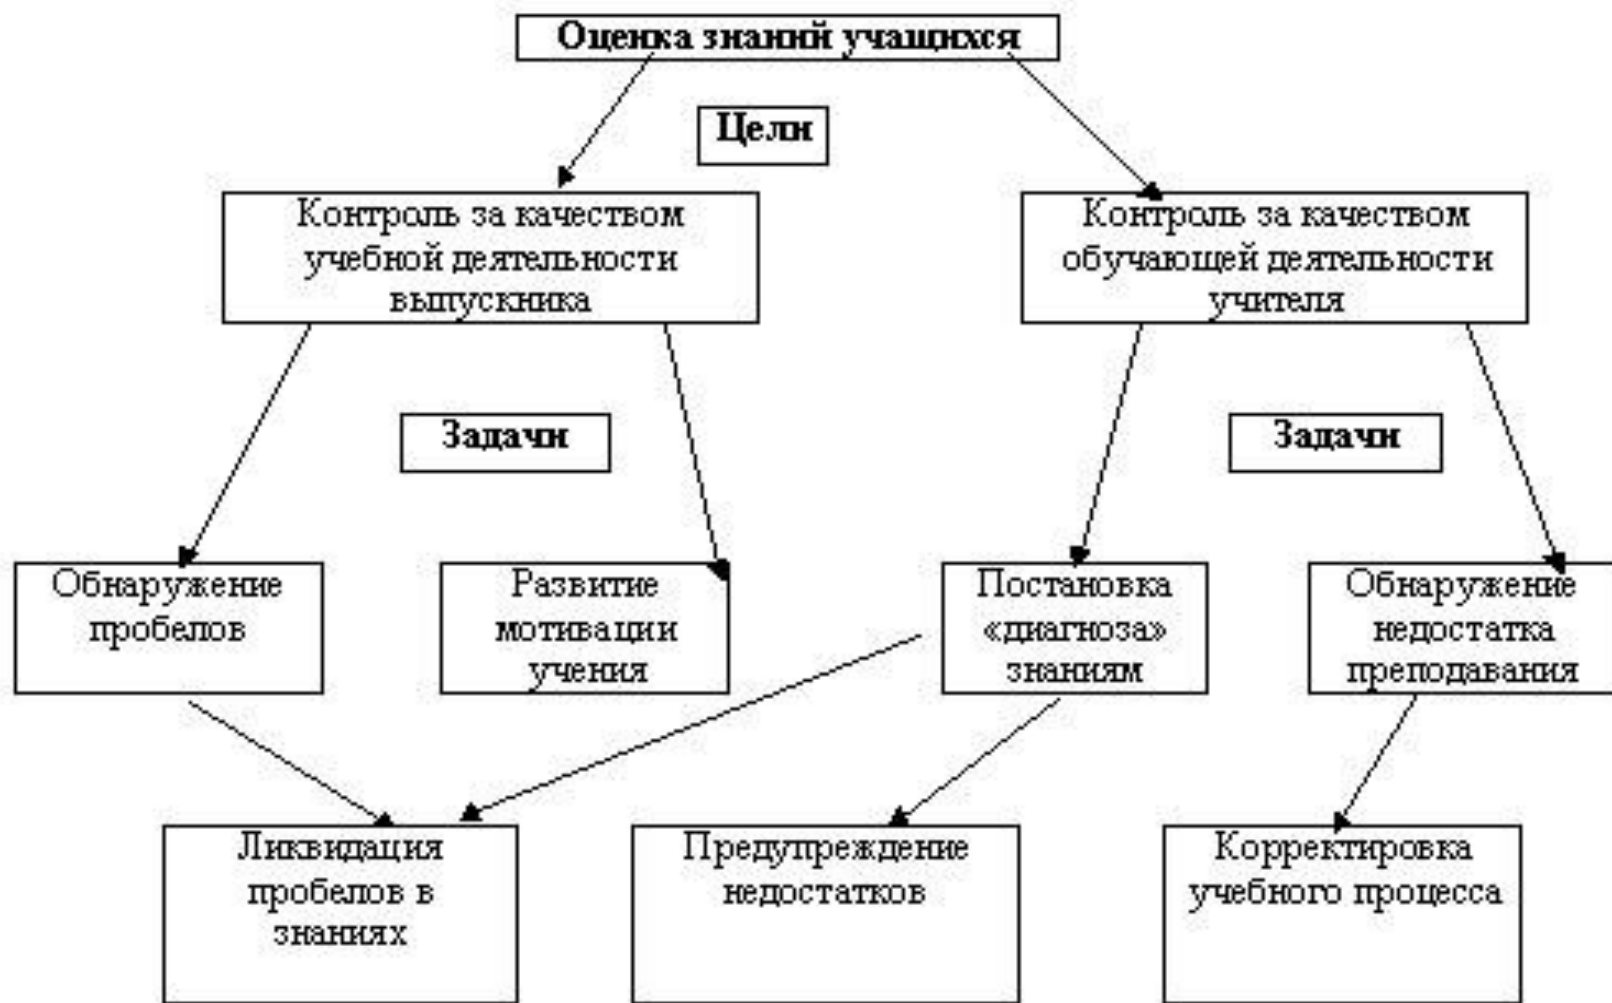 Оценка знаний учащихся
Цели
Контроль за качеством
учебной деятельности
выпускника
Контроль за качеством
обучающей деятельности
учителя
Задачи
Задачи
Обнаружение
пробелов
Развитие
мотивации
учения
Постановка
«диагноза»
знаниям
Обнаружение
недостатка
преподавания
Ликвидация
пробелов в
знаниях
Предупреждение
недостатков
Корректировка
учебного процесса